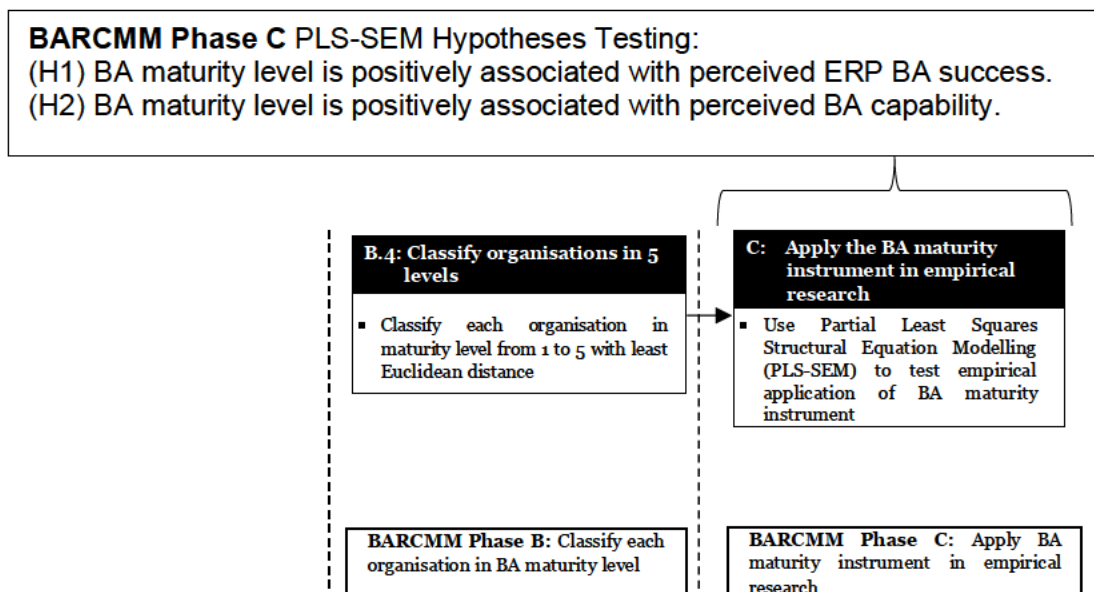 BARCMM Phase C PLS-SEM Hypotheses Testing:
(H1) BA maturity level is positively associated with perceived ERP BA success.
(H2) BA maturity level is positively associated with perceived BA capability.
B.4: Classify organisations in 5
levels
▪ Classify each organisation in
maturity level from 1 to 5 with least
Euclidean distance
C: Apply the BA maturity
instrument in empirical
research
▪ Use Partial Least Squares
Structural Equation Modelling
(PLS-SEM) to test empirical
application of BA maturity
instrument
BARCMM Phase B: Classify each
organisation in BA maturity level
BARCMM Phase C: Apply BA
maturity instrument in empirical
research